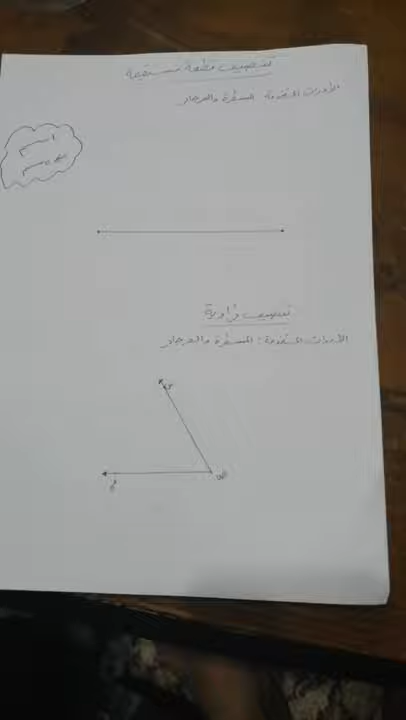 تنصيف قطعة مستقيمة
الأدوات المستخدمة المسطرة والفرجار
تنصيف زاوية
الأدوات المستخدمة : المسطرة والفرجار